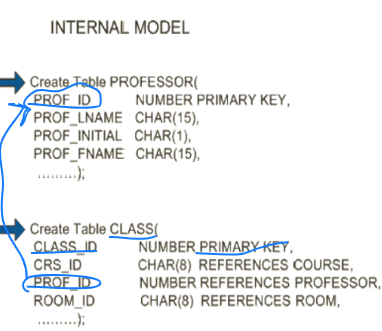 INTERNAL MODEL
Create Table PROFESSOR(
PROF_ID NUMBER PRIMARY KEY,
PROF_LNAME CHAR(15),
PROF_INITIAL CHAR(1),
PROF_FNAME CHAR(15),
.........);
Create Table CLASS(
CLASS_ID NUMBER PRIMARY KEY,
CRS_ID CHAR(8) REFERENCES COURSE,
PROF_ID NUMBER REFERENCES PROFESSOR,
ROOM_ID CHAR(8) REFERENCES ROOM,
.........);